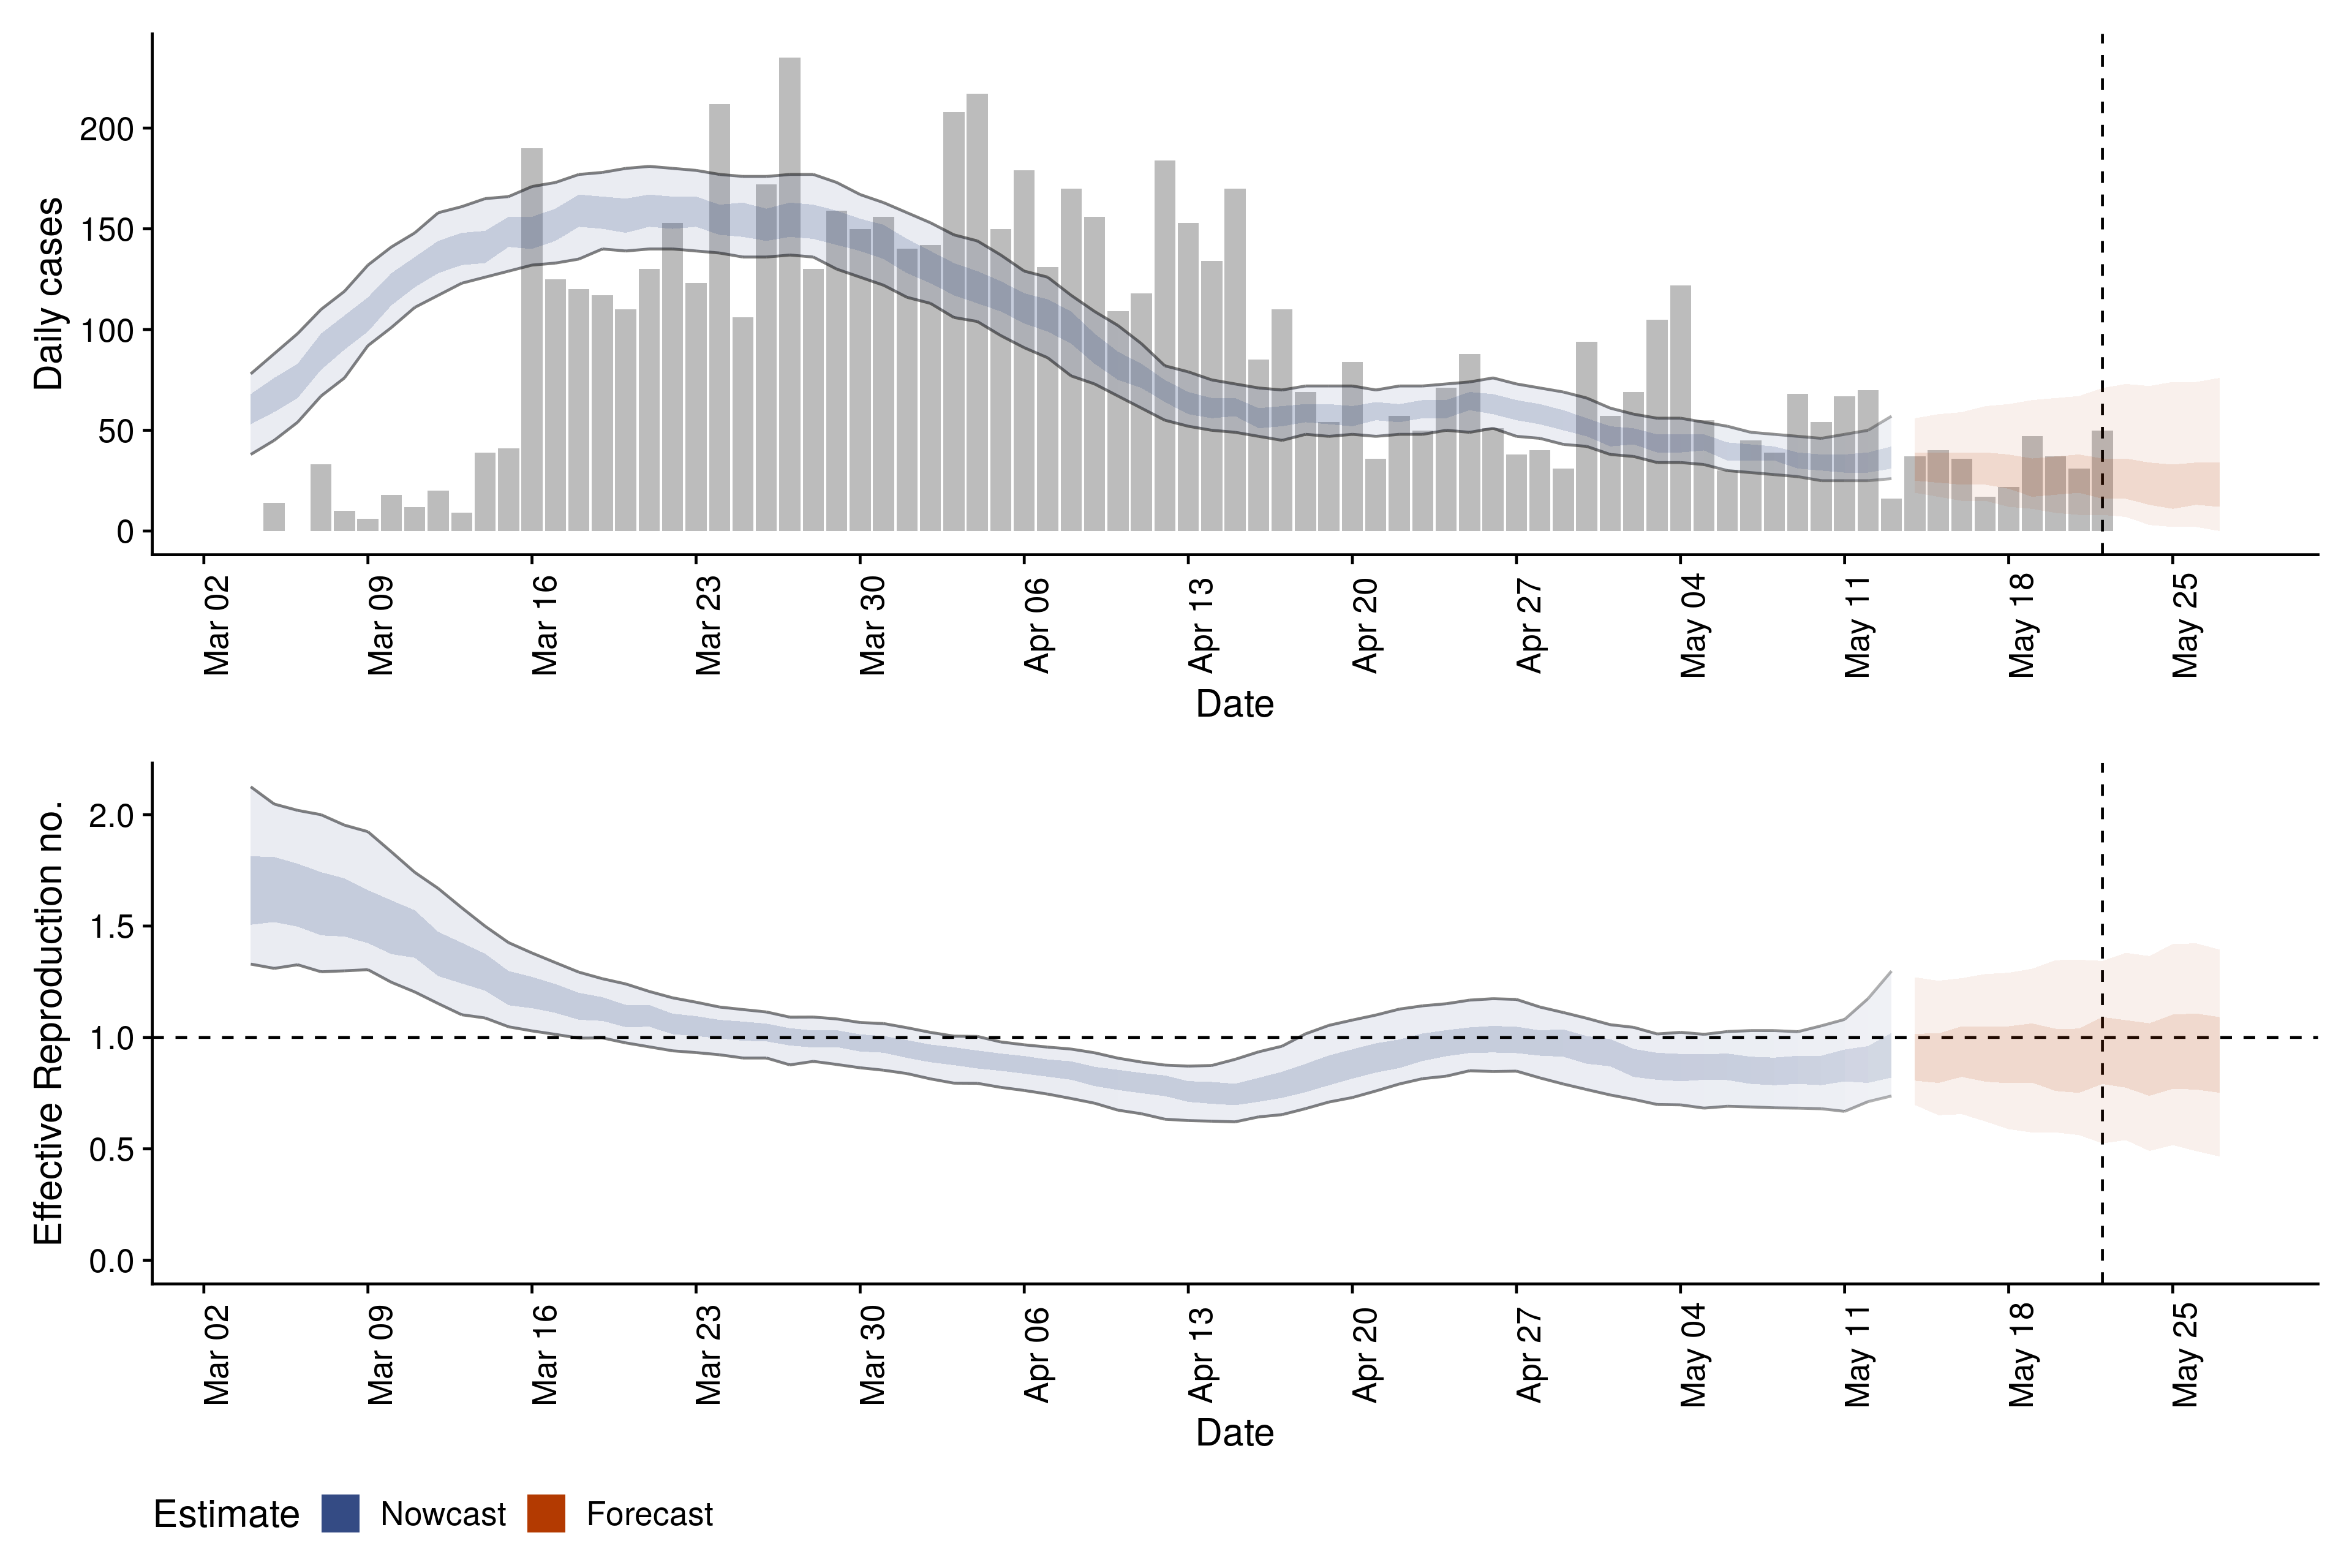 Daily cases
200
150
100
50
0
Mar 02
Mar 09
Mar 16
Mar 23
Mar 30
Apr 06
Apr 13
Apr 20
Apr 27
May 04
May 11
May 18
May 25
Date
Effective Reproduction no.
2.0
1.5
1.0
0.5
0.0
Mar 02
Mar 09
Mar 16
Mar 23
Mar 30
Apr 06
Apr 13
Apr 20
Apr 27
May 04
May 11
May 18
May 25
Date
Estimate Nowcast Forecast